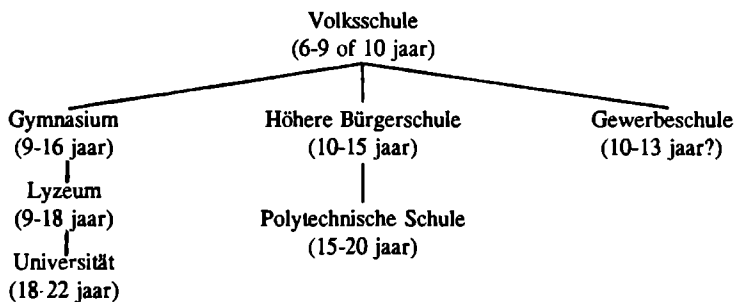 Volksschule
(6-9 of 10 jaar)
Gymnasium
(9-16 jaar)
Höhere Bürgerschule
(10-15 jaar)
Gewerbeschule
(10-13 jaar?)
Lyzeum
(9-18 jaar)
Polytechnische Schule
(15-20 jaar)
Universität
(18-22 jaar)